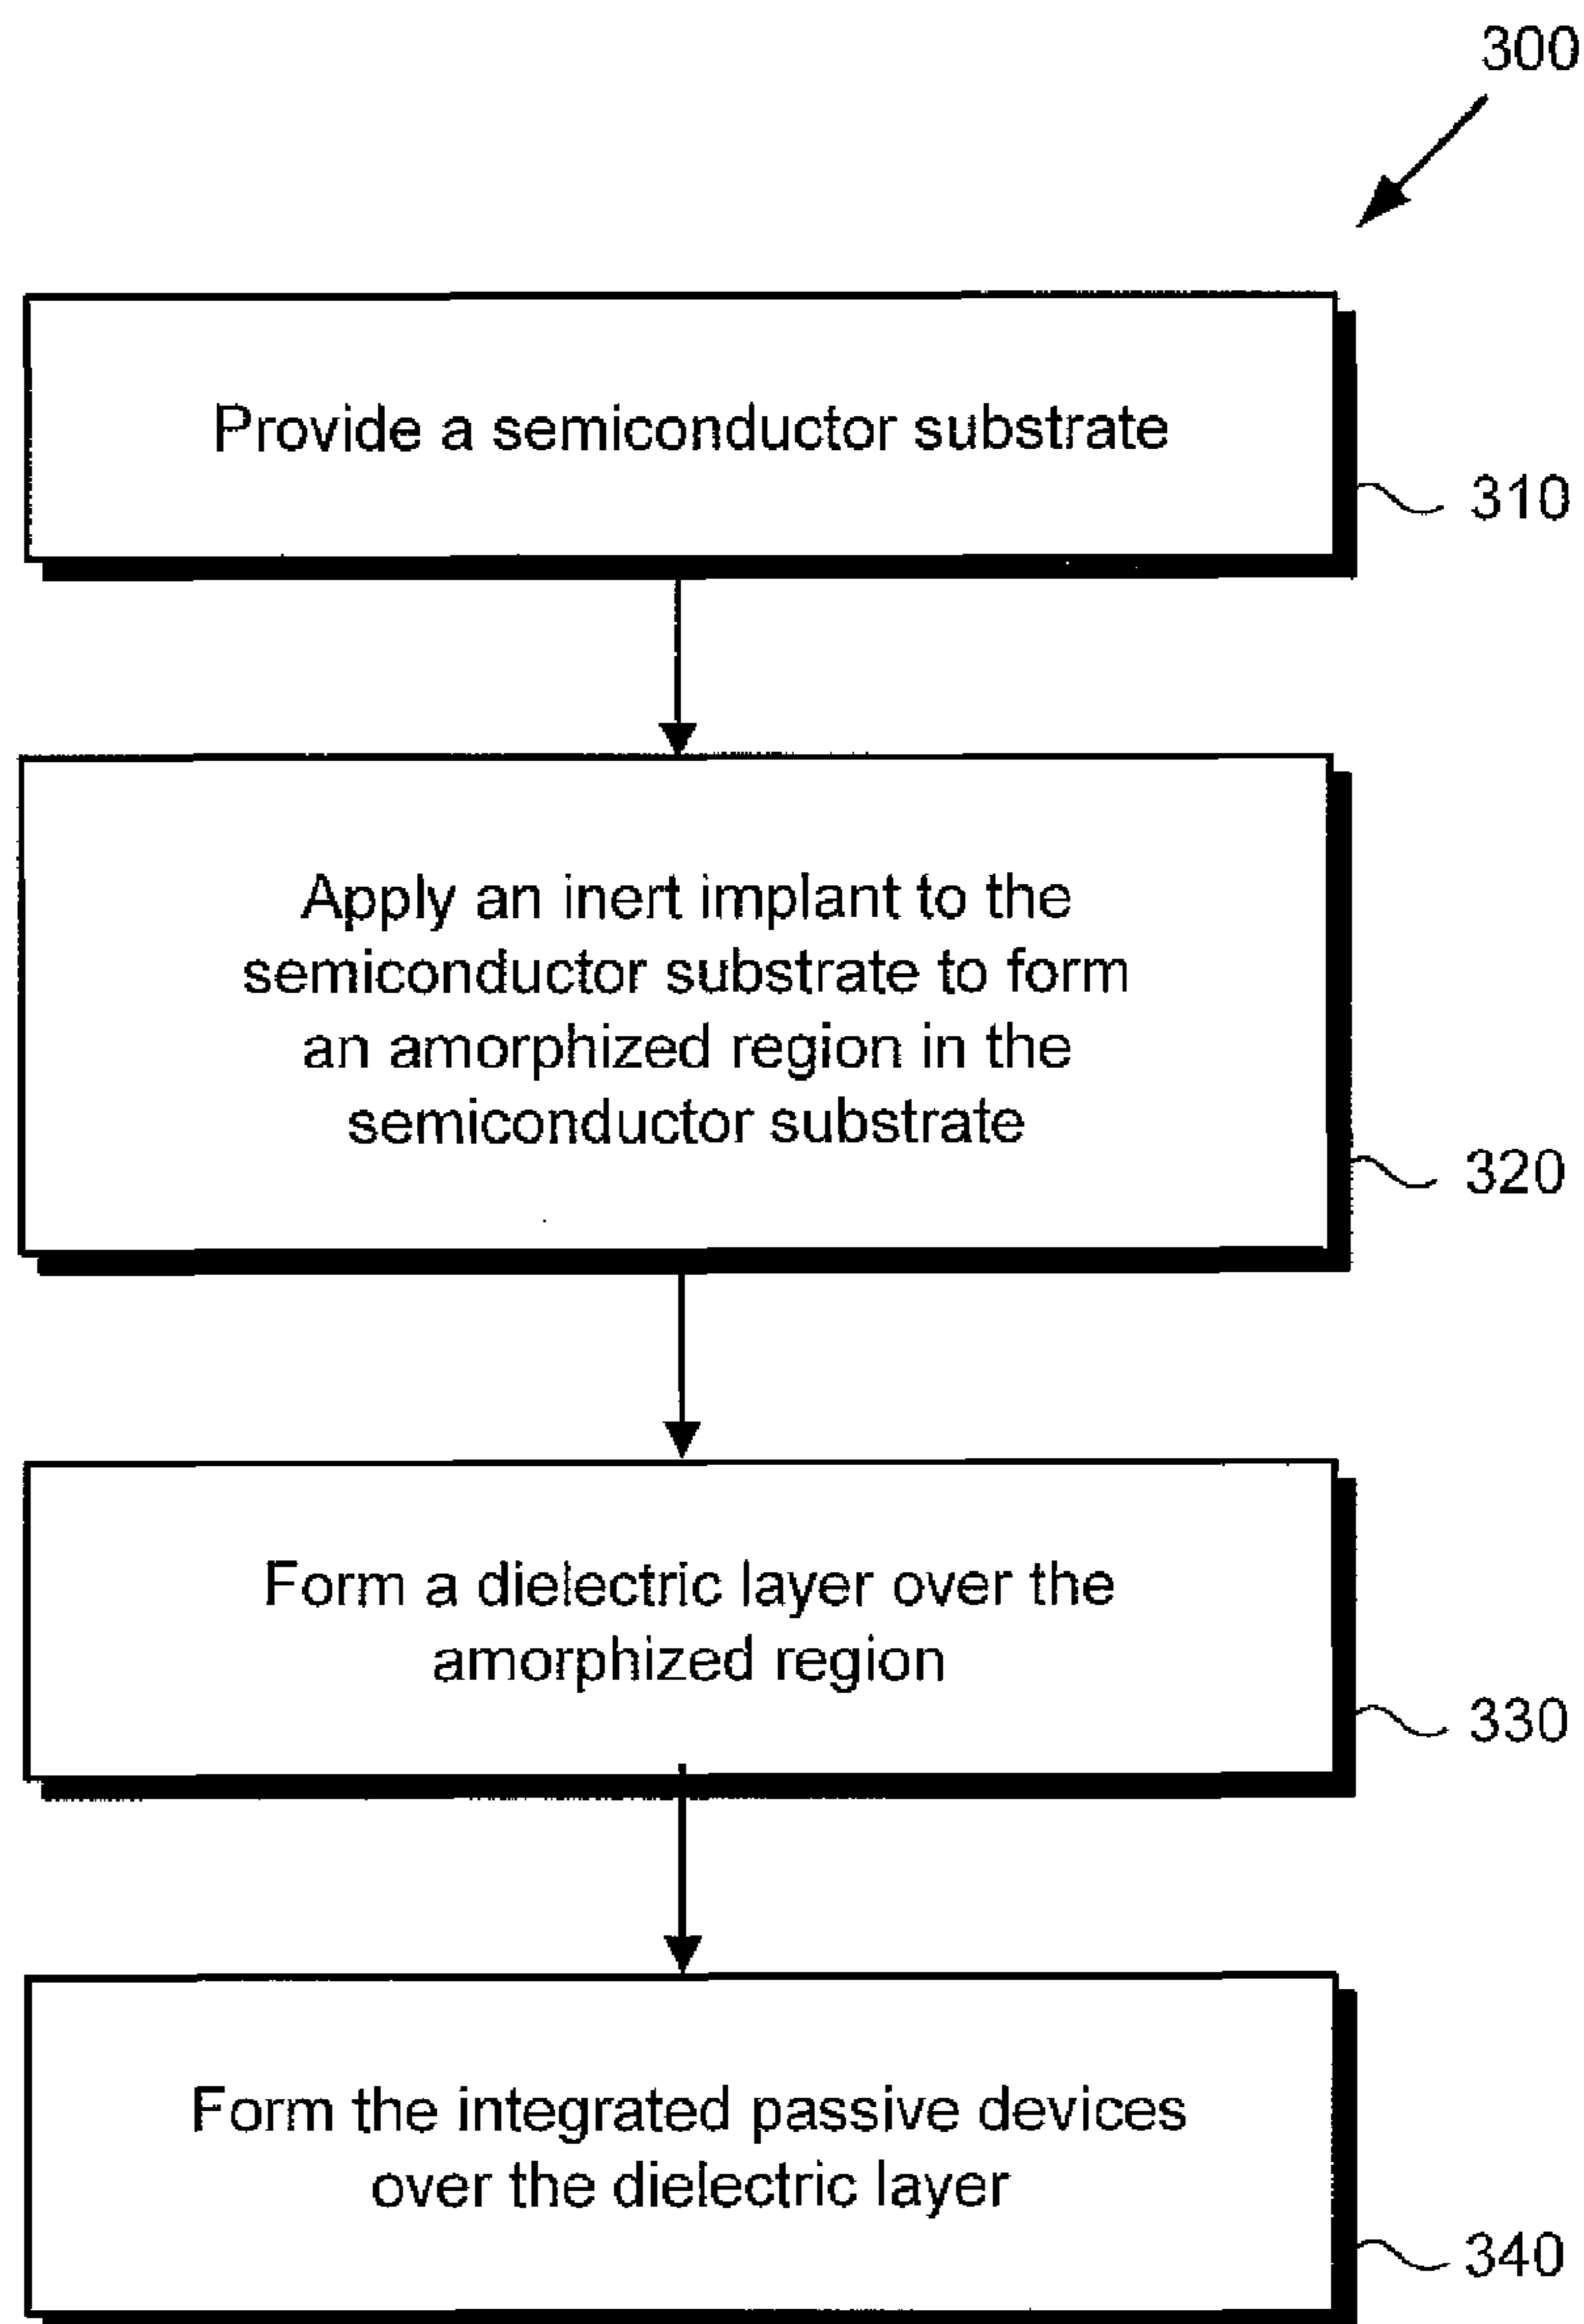 300
Provide a semiconductor substrate
310
Apply an inert implant to the
semiconductor substrate to form
an amorphized region in the
semiconductor substrate
320
Form a dielectric layer over the
amorphized region
330
Form the integrated passive devices
over the dielectric layer
340